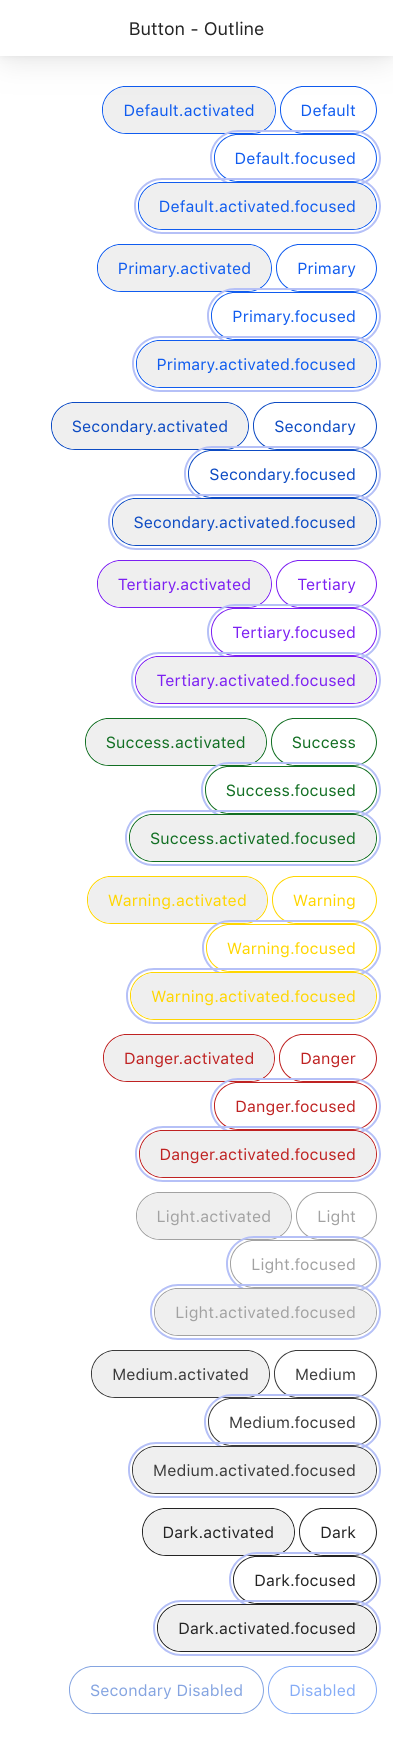 Button - Outline
Default.activated Default
Default.focused
Default.activated.focused
Primary.activated Primary
Primary.focused
Primary.activated.focused
Secondary.activated Secondary
Secondary.focused
Secondary.activated.focused
Tertiary.activated Tertiary
Tertiary.focused
Tertiary.activated.focused
Success.activated Success
Success.focused
Success.activated.focused
Warning.activated Warning
Warning.focused
Warning.activated.focused
Danger.activated Danger
Danger.focused
Danger.activated.focused
Light.activated Light
Light.focused
Light.activated.focused
Medium.activated Medium
Medium.focused
Medium.activated.focused
Dark.activated Dark
Dark.focused
Dark.activated.focused
Secondary Disabled Disabled